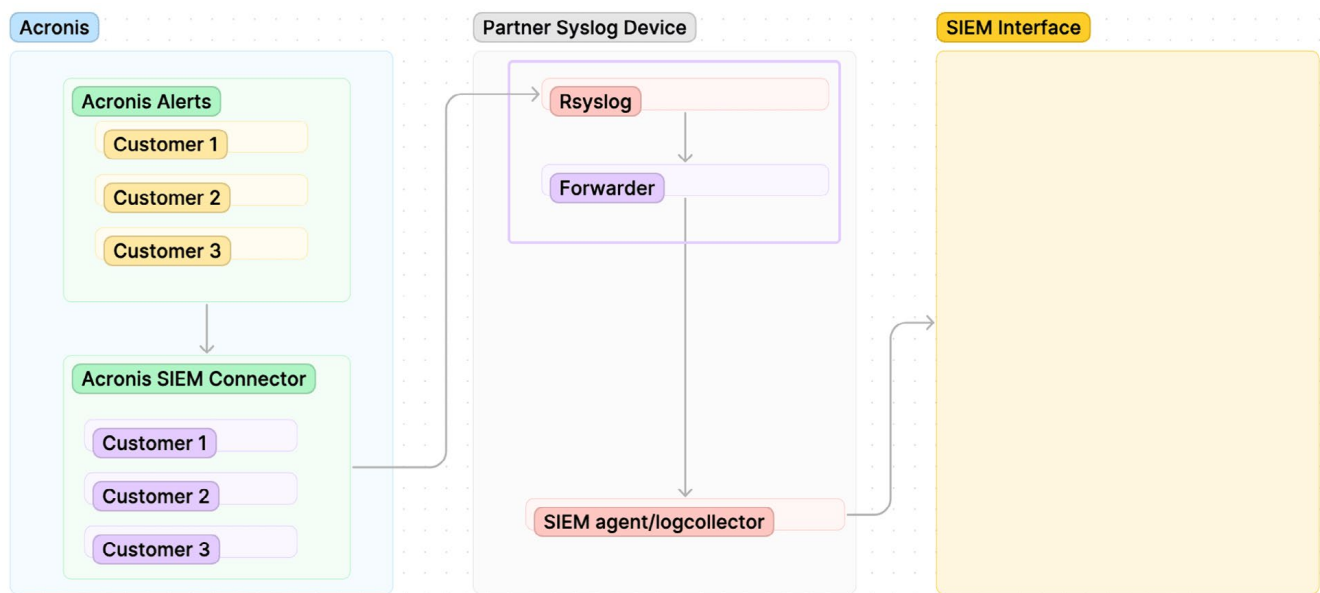 Acronis
Acronis Alerts
Customer 1
Customer 2
Customer 3
Acronis SIEM Connector
Customer 1
Customer 2
Customer 3
Partner Syslog Device
Rsyslog
Forwarder
SIEM agent/logcollector
SIEM Interface